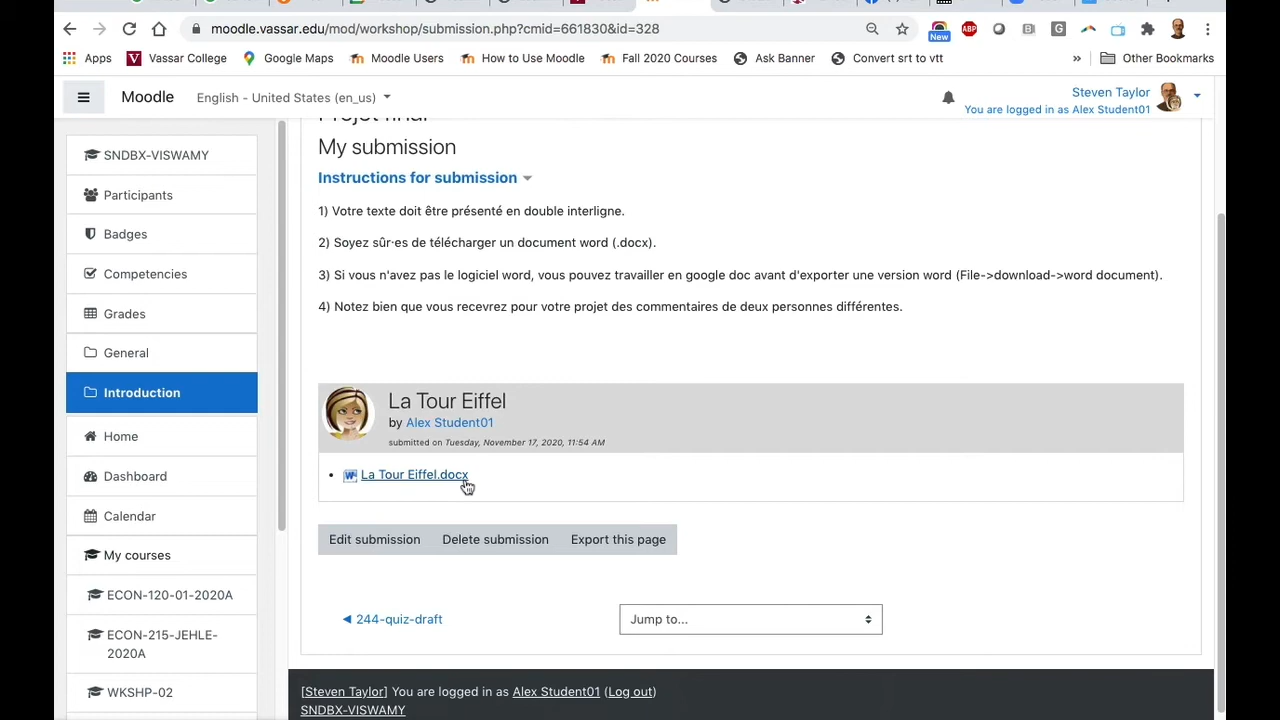 moodle.vassar.edu/mod/workshop/submission.php?cmid=661830&id=328
New
ABP
Apps
Vassar College
Google Maps
Moodle Users
How to Use Moodle
Fall 2020 Courses
Ask Banner
Convert srt to vtt
»
Other Bookmarks
Moodle
English - United States (en_us)
Steven Taylor
You are logged in as Alex Student01
SNDBX-VISWAMY
Participants
Badges
Competencies
Grades
General
Introduction
Home
Dashboard
Calendar
My courses
ECON-120-01-2020A
ECON-215-JEHLE-
2020A
WKSHP-02
Projet final
My submission
Instructions for submission
1) Votre texte doit être présenté en double interligne.
2) Soyez sûr·es de télécharger un document word (.docx).
3) Si vous n'avez pas le logiciel word, vous pouvez travailler en google doc avant d'exporter une version word (File->download->word document).
4) Notez bien que vous recevrez pour votre projet des commentaires de deux personnes différentes.
La Tour Eiffel
by Alex Student01
submitted on Tuesday, November 17, 2020, 11:54 AM
• La Tour Eiffel.docx
Edit submission
Delete submission
Export this page
◀ 244-quiz-draft
Jump to...
[Steven Taylor] You are logged in as Alex Student01 (Log out)
SNDBX-VISWAMY